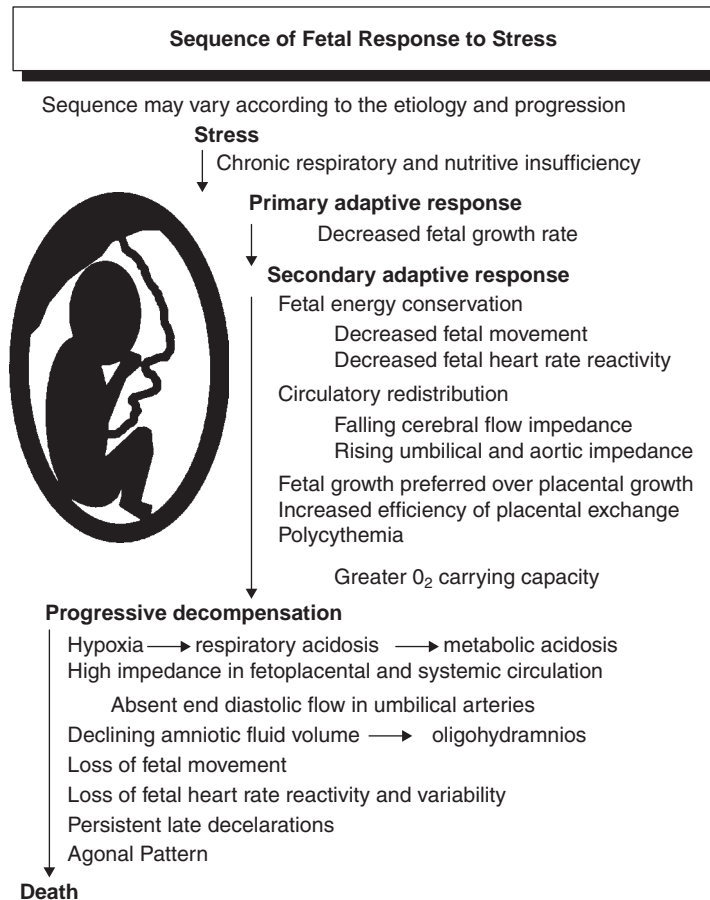 Sequence of Fetal Response to Stress
Sequence may vary according to the etiology and progression
Stress
Chronic respiratory and nutritive insufficiency
Primary adaptive response
Decreased fetal growth rate
Secondary adaptive response
Fetal energy conservation
Decreased fetal movement
Decreased fetal heart rate reactivity
Circulatory redistribution
Falling cerebral flow impedance
Rising umbilical and aortic impedance
Fetal growth preferred over placental growth
Increased efficiency of placental exchange
Polycythemia
Greater 0₂ carrying capacity
Progressive decompensation
Hypoxia → respiratory acidosis → metabolic acidosis
High impedance in fetoplacental and systemic circulation
Absent end diastolic flow in umbilical arteries
Declining amniotic fluid volume → oligohydramnios
Loss of fetal movement
Loss of fetal heart rate reactivity and variability
Persistent late decelarations
Agonal Pattern
Death